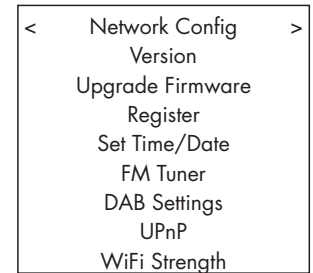 < Network Config >
Version
Upgrade Firmware
Register
Set Time/Date
FM Tuner
DAB Settings
UPnP
WiFi Strength